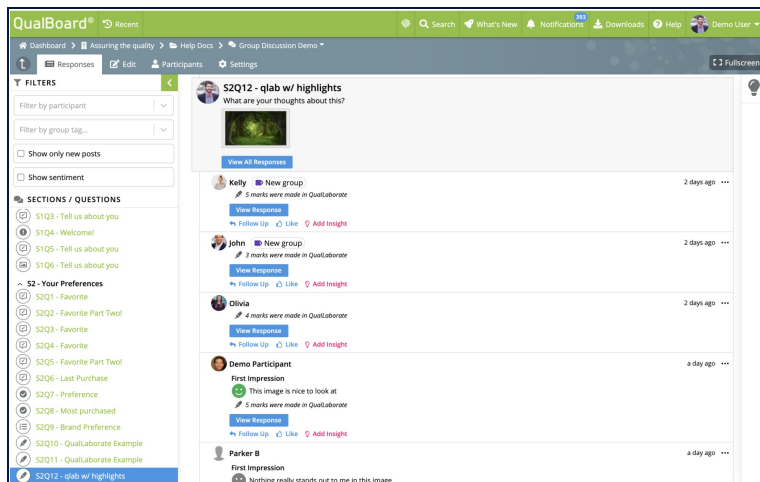 QualBoard® Recent Search What's New Notifications 393 Downloads Help Demo User
Dashboard Assuring the quality Help Docs Group Discussion Demo
Responses Edit Participants Settings Fullscreen
FILTERS
Filter by participant
Filter by group tag...
Show only new posts
Show sentiment
SECTIONS / QUESTIONS
S1Q3 - Tell us about you
S1Q4 - Welcome!
S1Q5 - Tell us about you
S1Q6 - Tell us about you
S2 - Your Preferences
S2Q1 - Favorite
S2Q2 - Favorite Part Two!
S2Q3 - Favorite
S2Q4 - Favorite
S2Q5 - Favorite Part Two!
S2Q6 - Last Purchase
S2Q7 - Preference
S2Q8 - Most purchased
S2Q9 - Brand Preference
S2Q10 - QualLaborate Example
S2Q11 - QualLaborate Example
S2Q12 - qlab w/ highlights
S2Q12 - qlab w/ highlights
What are your thoughts about this?
View All Responses
Kelly New group 2 days ago
5 marks were made in QualLaborate
View Response
Follow Up Like Add Insight
John New group 2 days ago
3 marks were made in QualLaborate
View Response
Follow Up Like Add Insight
Olivia 2 days ago
4 marks were made in QualLaborate
View Response
Follow Up Like Add Insight
Demo Participant a day ago
First Impression
This image is nice to look at
5 marks were made in QualLaborate
View Response
Follow Up Like Add Insight
Parker B a day ago
First Impression
Nothing really stands out to me in this image